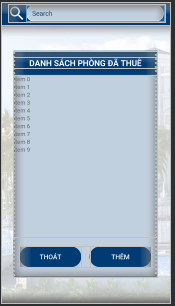 Search
DANH SÁCH PHÒNG ĐÃ THUÊ
Item 0
Item 1
Item 2
Item 3
Item 4
Item 5
Item 6
Item 7
Item 8
Item 9
THOÁT
THÊM